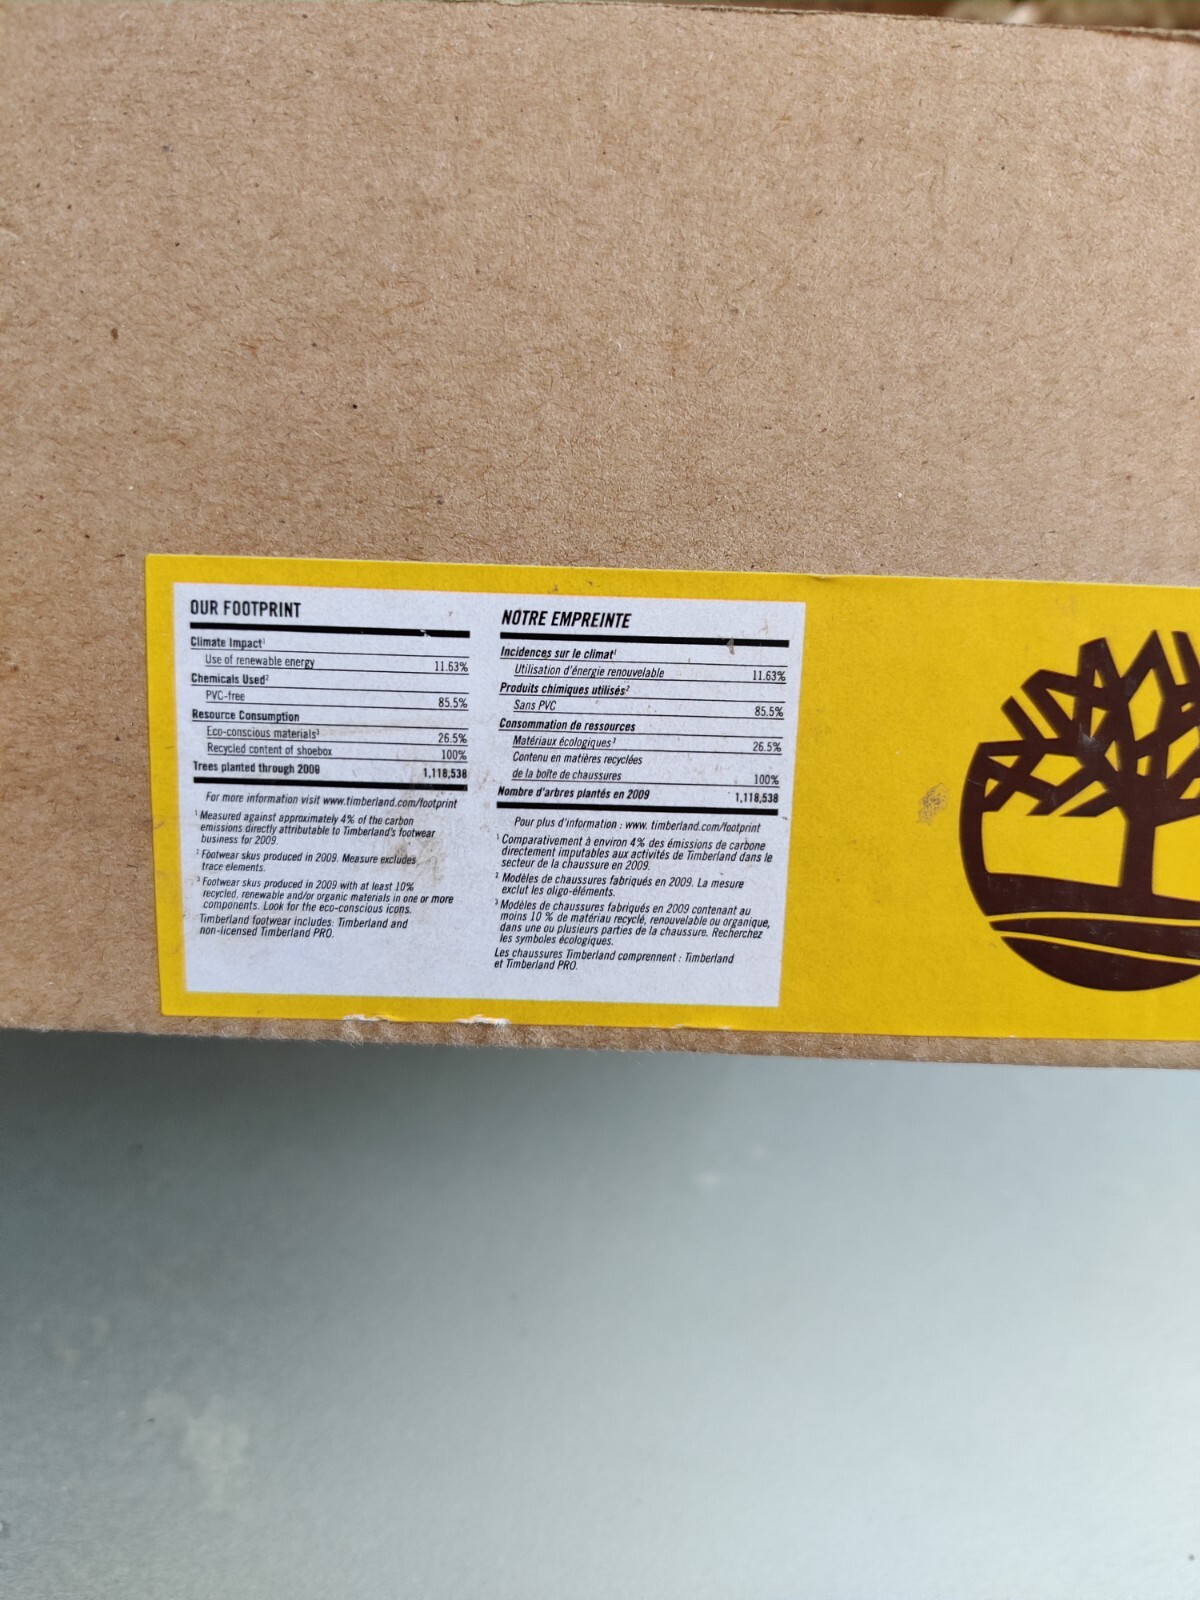 OUR FOOTPRINT
Climate Impact¹
Use of renewable energy 11.63%
Chemicals Used²
PVC-free 85.5%
Resource Consumption
Eco-conscious materials³ 26.5%
Recycled content of shoebox 100%
Trees planted through 2009 1,118,538
For more information visit www.timberland.com/footprint
¹ Measured against approximately 4% of the carbon
emissions directly attributable to Timberland's footwear
business for 2009.
² Footwear skus produced in 2009. Measure excludes
trace elements.
³ Footwear skus produced in 2009 with at least 10%
recycled, renewable and/or organic materials in one or more
components. Look for the eco-conscious icons.
Timberland footwear includes: Timberland and
non-licensed Timberland PRO.
NOTRE EMPREINTE
Incidences sur le climat¹
Utilisation d'énergie renouvelable 11.63%
Produits chimiques utilisés²
Sans PVC 85.5%
Consommation de ressources
Matériaux écologiques³ 26.5%
Contenu en matières recyclées
de la boîte de chaussures 100%
Nombre d'arbres plantés en 2009 1,118,538
Pour plus d'information : www. timberland.com/footprint
¹ Comparativement à environ 4% des émissions de carbone
directement imputables aux activités de Timberland dans le
secteur de la chaussure en 2009.
² Modèles de chaussures fabriqués en 2009. La mesure
exclut les oligo-éléments.
³ Modèles de chaussures fabriqués en 2009 contenant au
moins 10 % de matériau recyclé, renouvelable ou organique,
dans une ou plusieurs parties de la chaussure. Recherchez
les symboles écologiques.
Les chaussures Timberland comprennent : Timberland
et Timberland PRO.